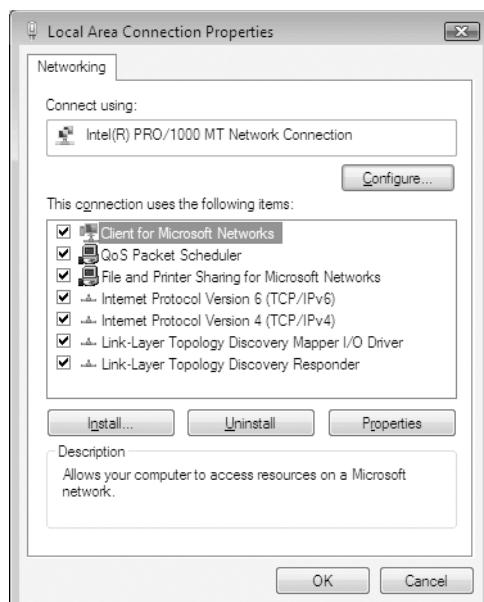 Local Area Connection Properties
Networking
Connect using:
Intel(R) PRO/1000 MT Network Connection
Configure...
This connection uses the following items:
Client for Microsoft Networks
QoS Packet Scheduler
File and Printer Sharing for Microsoft Networks
Internet Protocol Version 6 (TCP/IPv6)
Internet Protocol Version 4 (TCP/IPv4)
Link-Layer Topology Discovery Mapper I/O Driver
Link-Layer Topology Discovery Responder
Install... Uninstall Properties
Description
Allows your computer to access resources on a Microsoft
network.
OK Cancel